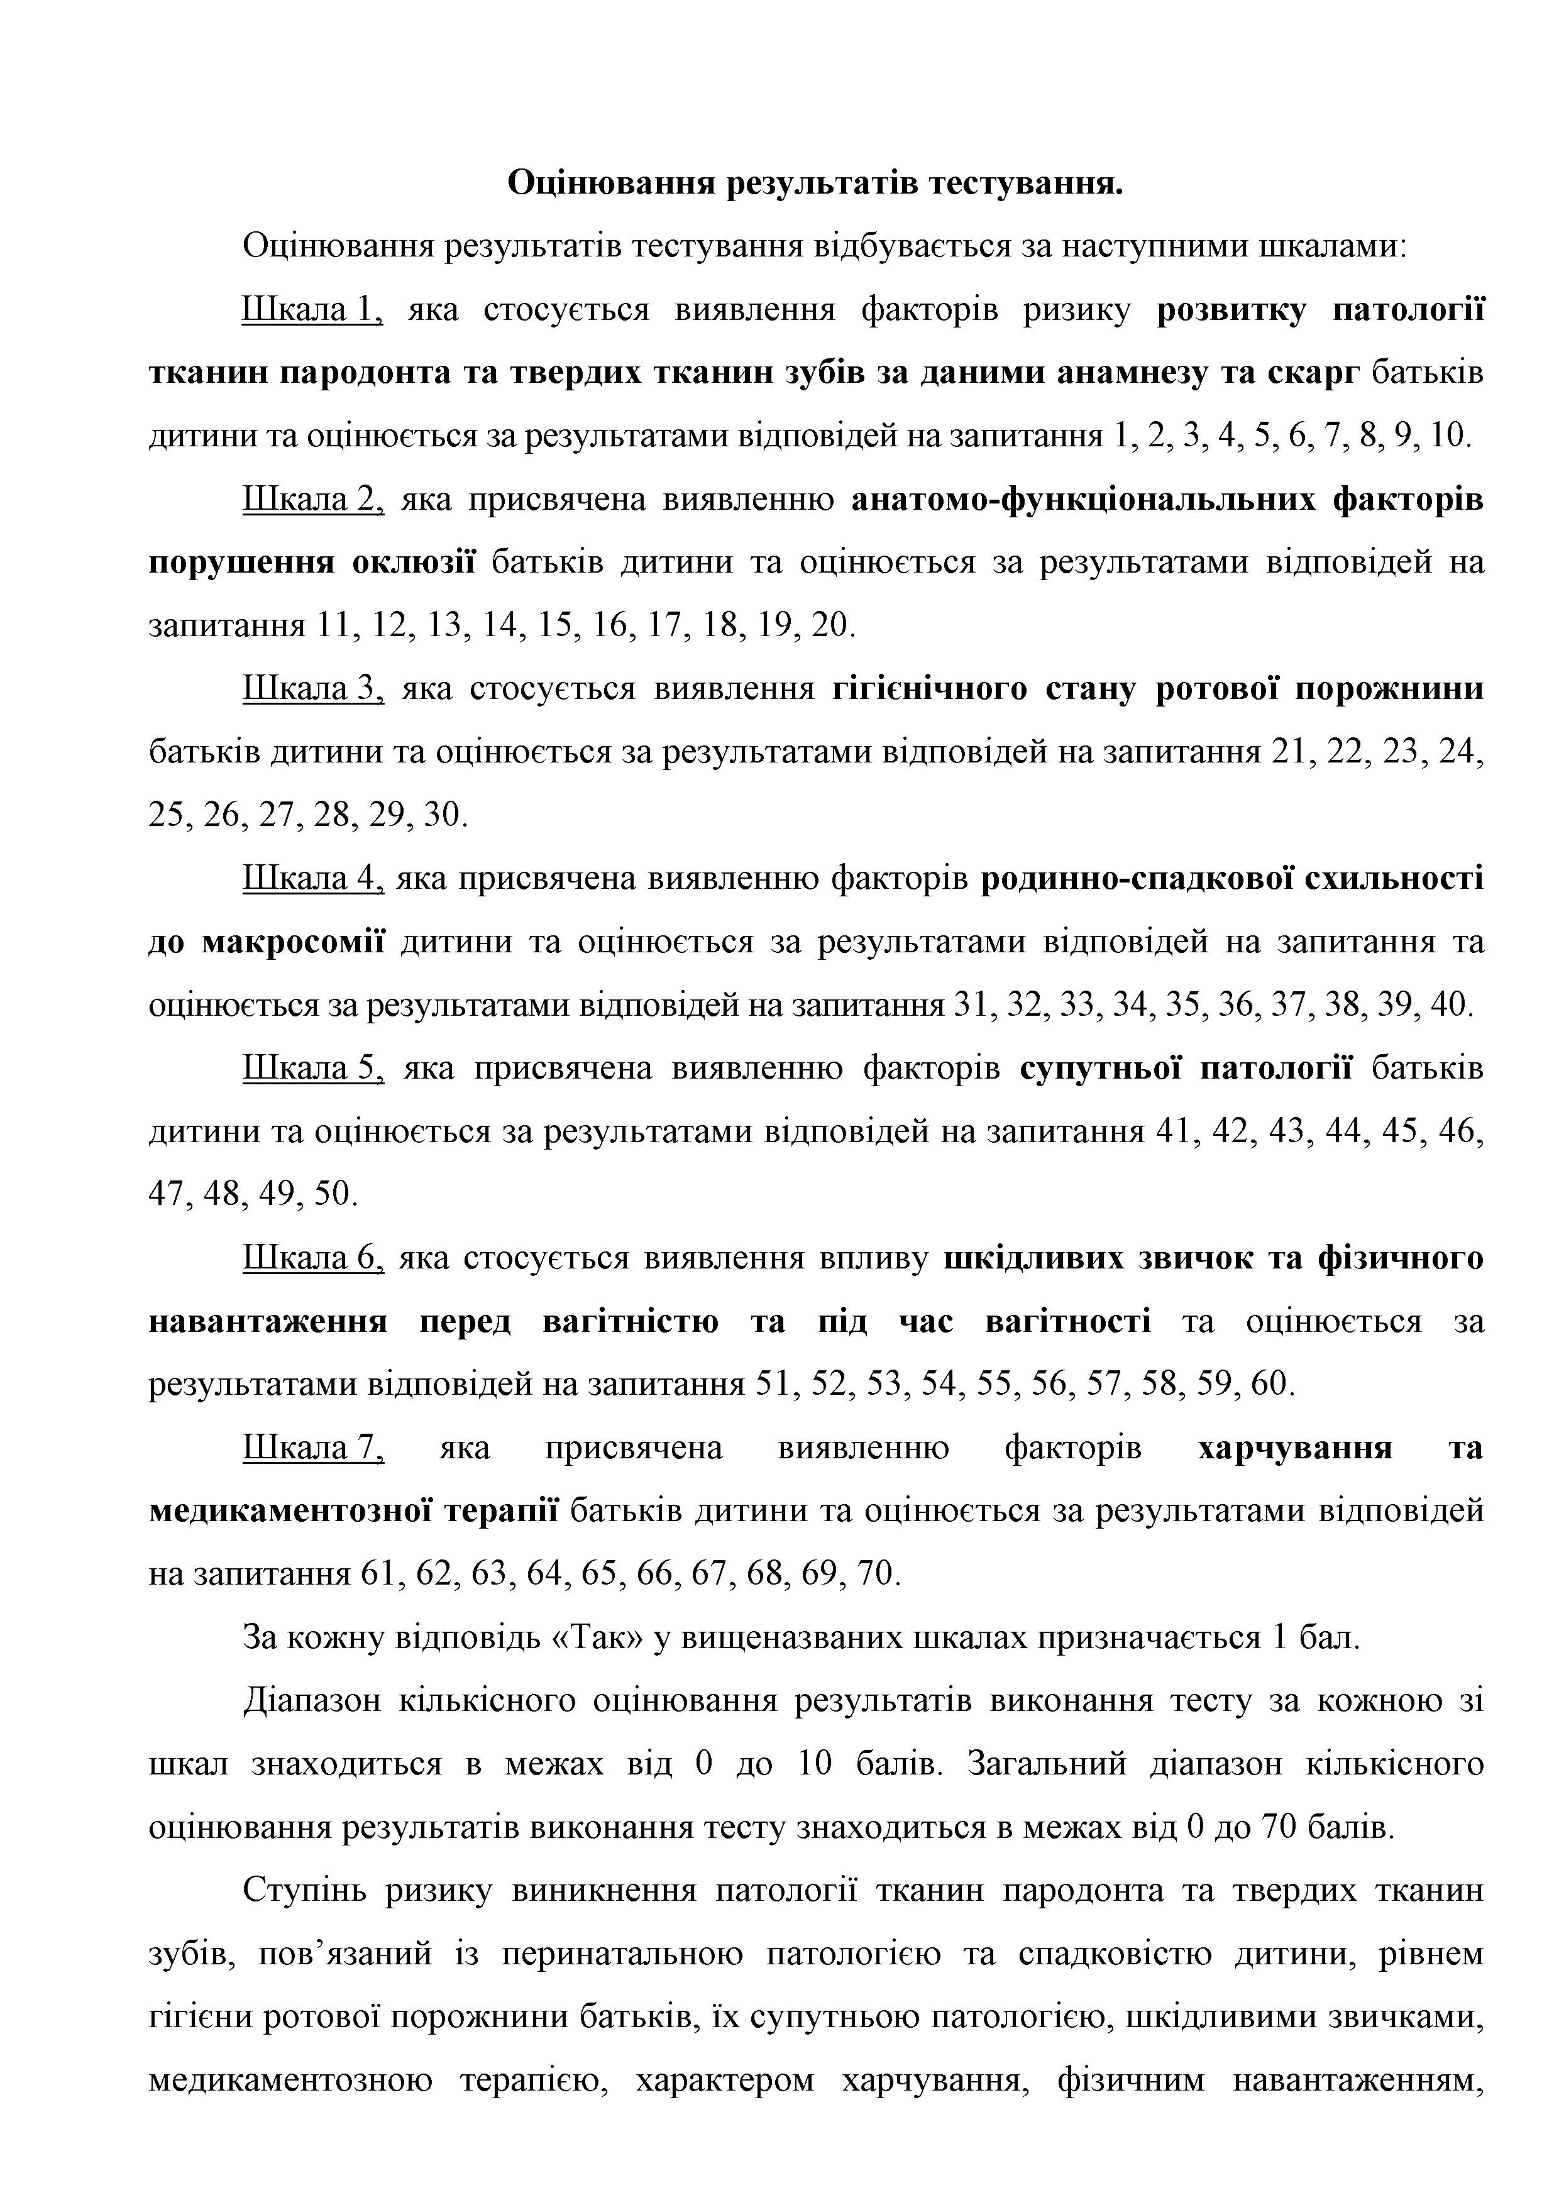 Оцінювання результатів тестування.
Оцінювання результатів тестування відбувається за наступними шкалами:
Шкала 1, яка стосується виявлення факторів ризику розвитку патології
тканин пародонта та твердих тканин зубів за даними анамнезу та скарг батьків
дитини та оцінюється за результатами відповідей на запитання 1, 2, 3, 4, 5, 6, 7, 8, 9, 10.
Шкала 2, яка присвячена виявленню анатомо-функціональльних факторів
порушення оклюзії батьків дитини та оцінюється за результатами відповідей на
запитання 11, 12, 13, 14, 15, 16, 17, 18, 19, 20.
Шкала 3, яка стосується виявлення гігієнічного стану ротової порожнини
батьків дитини та оцінюється за результатами відповідей на запитання 21, 22, 23, 24,
25, 26, 27, 28, 29, 30.
Шкала 4, яка присвячена виявленню факторів родинно-спадкової схильності
до макросомії дитини та оцінюється за результатами відповідей на запитання та
оцінюється за результатами відповідей на запитання 31, 32, 33, 34, 35, 36, 37, 38, 39, 40.
Шкала 5, яка присвячена виявленню факторів супутньої патології батьків
дитини та оцінюється за результатами відповідей на запитання 41, 42, 43, 44, 45, 46,
47, 48, 49, 50.
Шкала 6, яка стосується виявлення впливу шкідливих звичок та фізичного
навантаження перед вагітністю та під час вагітності та оцінюється за
результатами відповідей на запитання 51, 52, 53, 54, 55, 56, 57, 58, 59, 60.
Шкала 7, яка присвячена виявленню факторів харчування та
медикаментозної терапії батьків дитини та оцінюється за результатами відповідей
на запитання 61, 62, 63, 64, 65, 66, 67, 68, 69, 70.
За кожну відповідь «Так» у вищеназваних шкалах призначається 1 бал.
Діапазон кількісного оцінювання результатів виконання тесту за кожною зі
шкал знаходиться в межах від 0 до 10 балів. Загальний діапазон кількісного
оцінювання результатів виконання тесту знаходиться в межах від 0 до 70 балів.
Ступінь ризику виникнення патології тканин пародонта та твердих тканин
зубів, пов’язаний із перинатальною патологією та спадковістю дитини, рівнем
гігієни ротової порожнини батьків, їх супутньою патологією, шкідливими звичками,
медикаментозною терапією, характером харчування, фізичним навантаженням,